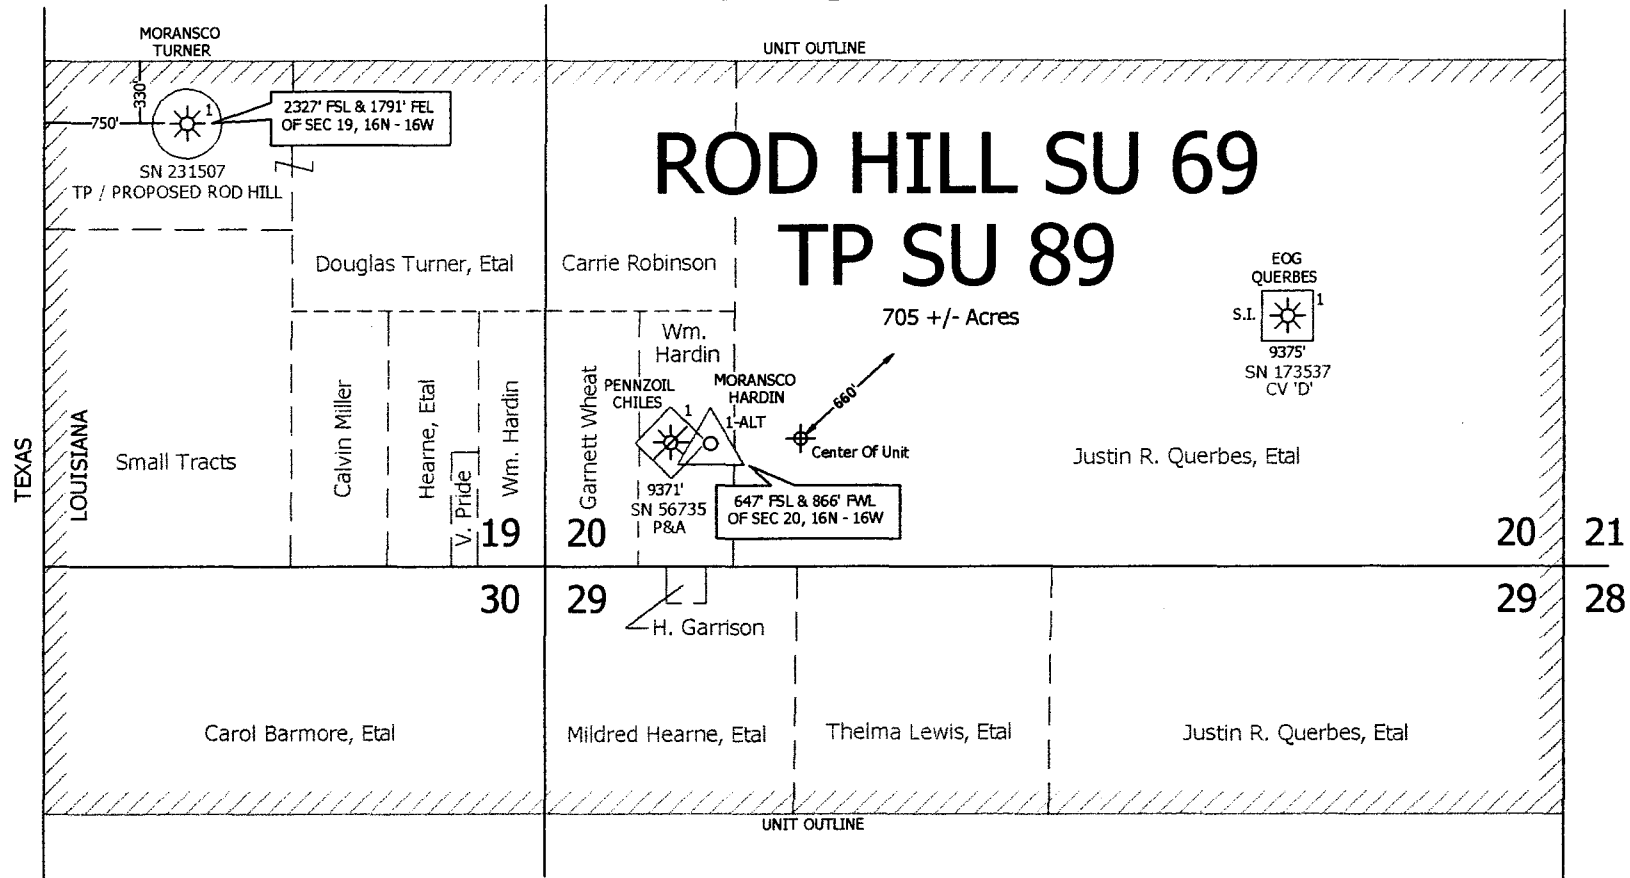 MORANSCO
TURNER
UNIT OUTLINE
330'
750'
1
2327' FSL & 1791' FEL
OF SEC 19, 16N - 16W
SN 231507
TP / PROPOSED ROD HILL
ROD HILL SU 69
TP SU 89
705 +/- Acres
Douglas Turner, Etal
Carrie Robinson
EOG
QUERBES
S.I.
1
9375'
SN 173537
CV 'D'
Wm.
Hardin
PENNZOIL
CHILES
1
MORANSCO
HARDIN
1-ALT
660'
Center Of Unit
TEXAS
LOUISIANA
Small Tracts
Calvin Miller
Hearne, Etal
V. Pride
Wm. Hardin
Garnett Wheat
9371'
SN 56735
P&A
647' FSL & 866' FWL
OF SEC 20, 16N - 16W
Justin R. Querbes, Etal
19
20
20
21
30
29
29
28
H. Garrison
Carol Barmore, Etal
Mildred Hearne, Etal
Thelma Lewis, Etal
Justin R. Querbes, Etal
UNIT OUTLINE